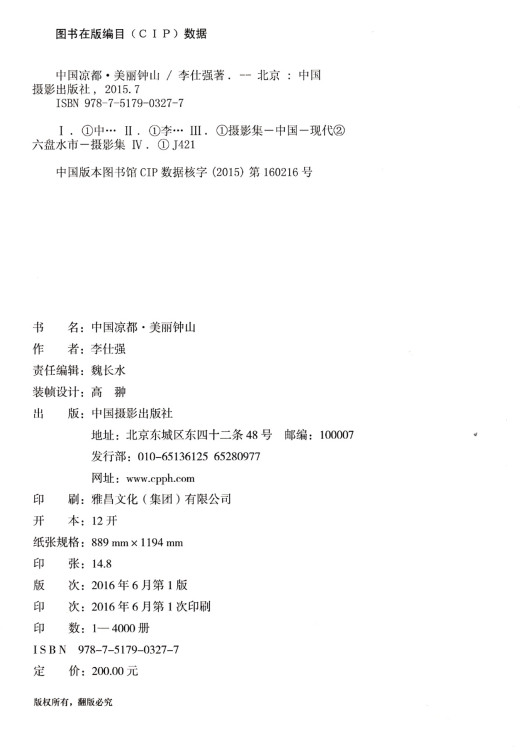 图书在版编目（CIP）数据
中国凉都·美丽钟山 / 李仕强著. -- 北京 : 中国
摄影出版社, 2015.7
ISBN 978-7-5179-0327-7
Ⅰ. ①中… Ⅱ. ①李… Ⅲ. ①摄影集－中国－现代②
六盘水市－摄影集 Ⅳ. ① J421
中国版本图书馆 CIP 数据核字 (2015) 第 160216 号
书 名：中国凉都·美丽钟山
作 者：李仕强
责任编辑：魏长水
装帧设计：高 翀
出 版：中国摄影出版社
地址：北京东城区东四十二条 48 号 邮编：100007
发行部：010-65136125 65280977
网址：www.cpph.com
印 刷：雅昌文化（集团）有限公司
开 本：12 开
纸张规格：889 mm × 1194 mm
印 张：14.8
版 次：2016 年 6 月第 1 版
印 次：2016 年 6 月第 1 次印刷
印 数：1— 4000 册
ISBN 978-7-5179-0327-7
定 价：200.00 元
版权所有，翻版必究